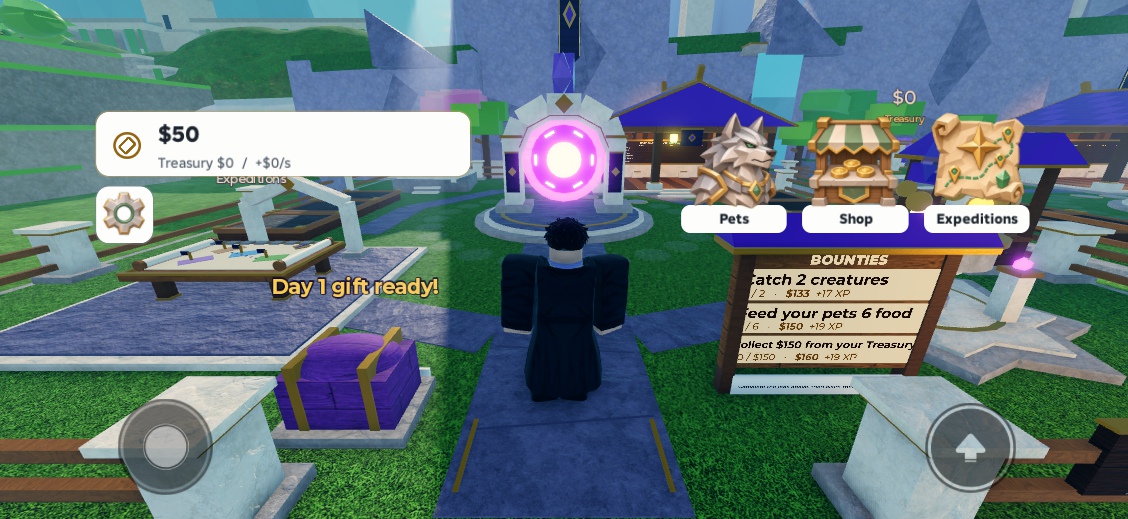 $50
Treasury $0 / +$0/s
Expeditions
$0
Treasury
Pets
Shop
Expeditions
Day 1 gift ready!
BOUNTIES
Catch 2 creatures
/ 2 · $133 +17 XP
Feed your pets 6 food
/ 6 · $150 +19 XP
ollect $150 from your Treasury
0 / $150 · $160 +19 XP